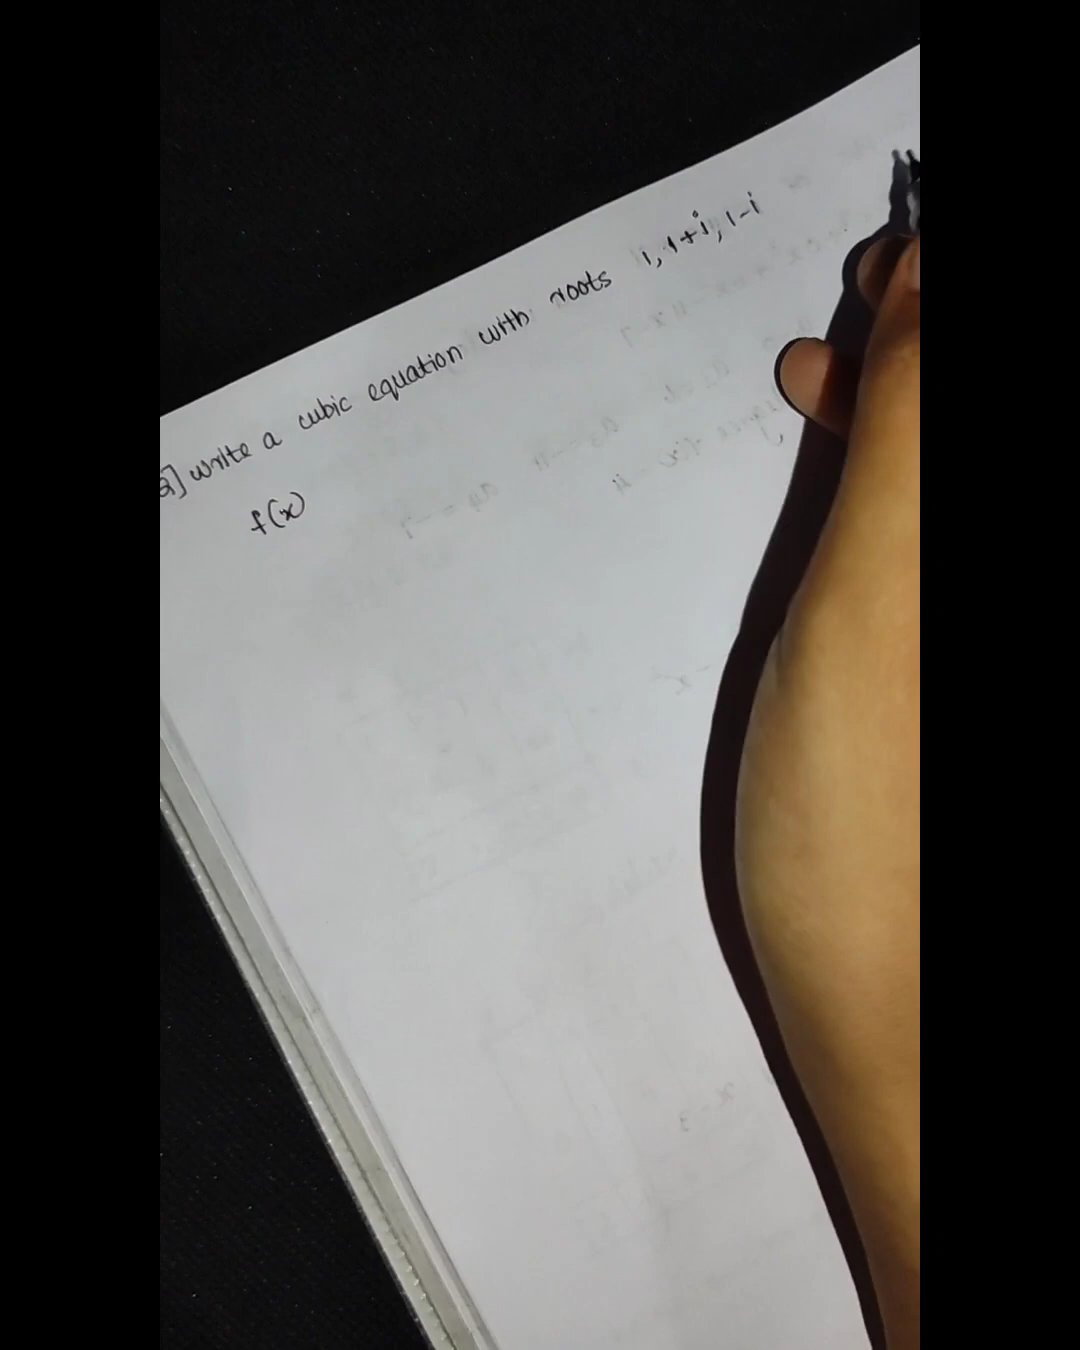 2] write a cubic equation with roots 1, 1+i, 1-i
f(x)